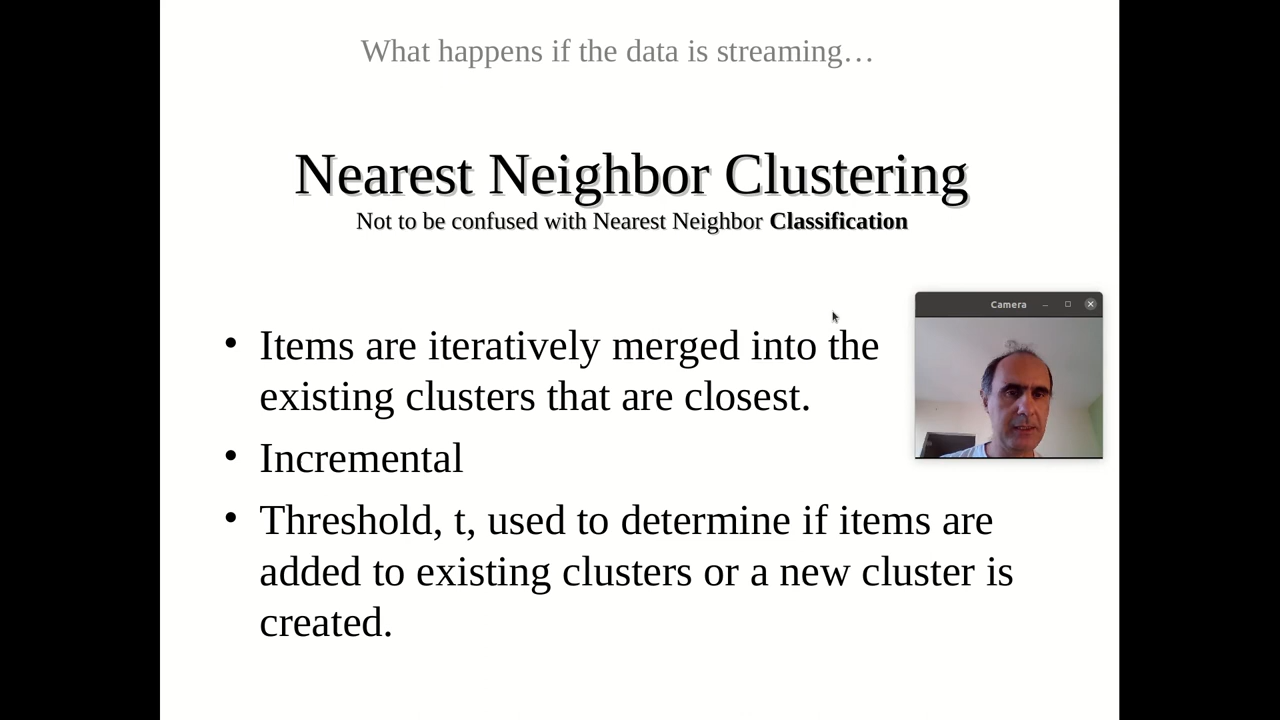 What happens if the data is streaming…
Nearest Neighbor Clustering
Not to be confused with Nearest Neighbor Classification
• Items are iteratively merged into the
existing clusters that are closest.
• Incremental
• Threshold, t, used to determine if items are
added to existing clusters or a new cluster is
created.
Camera